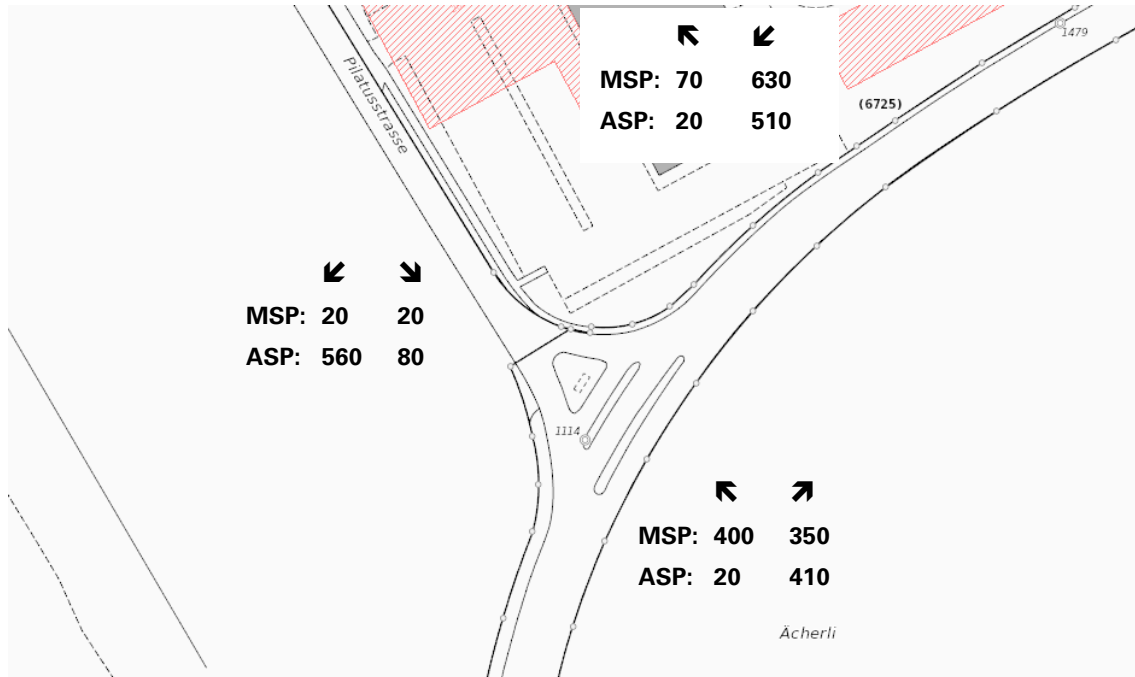 🡼 🡿
MSP: 70 630
ASP: 20 510
1479
(6725)
Pilatusstrasse
🡿 🡾
MSP: 20 20
ASP: 560 80
1114
🡼 🡽
MSP: 400 350
ASP: 20 410
Ächerli